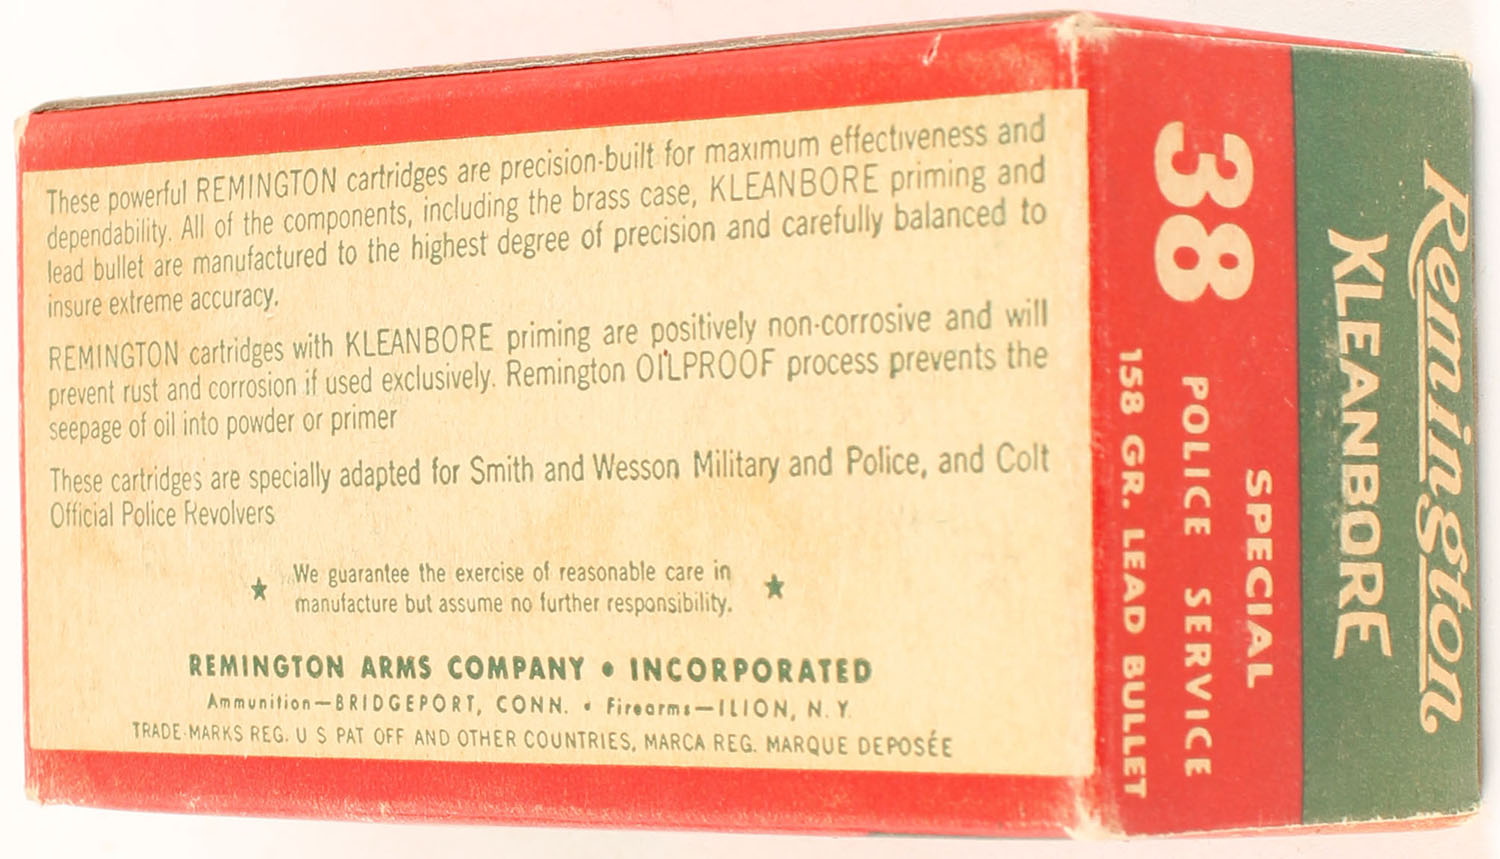 These powerful REMINGTON cartridges are precision-built for maximum effectiveness and
dependability. All of the components, including the brass case, KLEANBORE priming and
lead bullet are manufactured to the highest degree of precision and carefully balanced to
insure extreme accuracy.
REMINGTON cartridges with KLEANBORE priming are positively non-corrosive and will
prevent rust and corrosion if used exclusively. Remington OILPROOF process prevents the
seepage of oil into powder or primer
These cartridges are specially adapted for Smith and Wesson Military and Police, and Colt
Official Police Revolvers
★ We guarantee the exercise of reasonable care in ★
manufacture but assume no further responsibility.
REMINGTON ARMS COMPANY • INCORPORATED
Ammunition—BRIDGEPORT, CONN. • Firearms—ILION, N. Y.
TRADE-MARKS REG. U S PAT OFF AND OTHER COUNTRIES, MARCA REG. MARQUE DEPOSÉE
Remington
KLEANBORE
38 SPECIAL
POLICE SERVICE
158 GR. LEAD BULLET